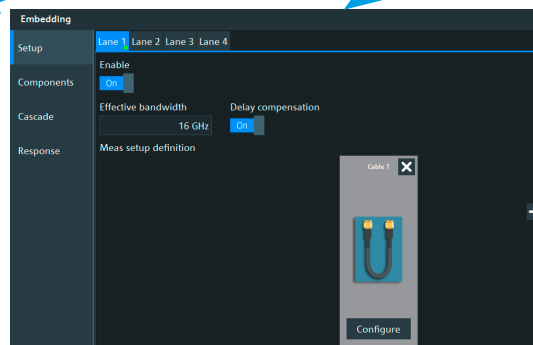 Embedding
Setup
Components
Cascade
Response
Lane 1 Lane 2 Lane 3 Lane 4
Enable
On
Effective bandwidth Delay compensation
16 GHz On
Meas setup definition
Cable 1
Configure